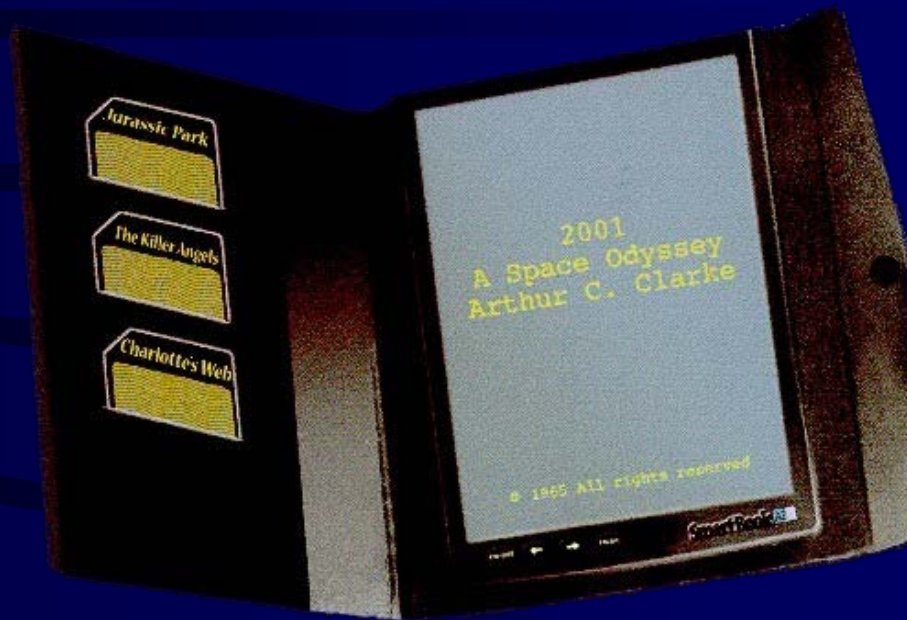 Jurassic Park
The Killer Angels
Charlotte's Web
2001
A Space Odyssey
Arthur C. Clarke
© 1965 All rights reserved
SmartBook